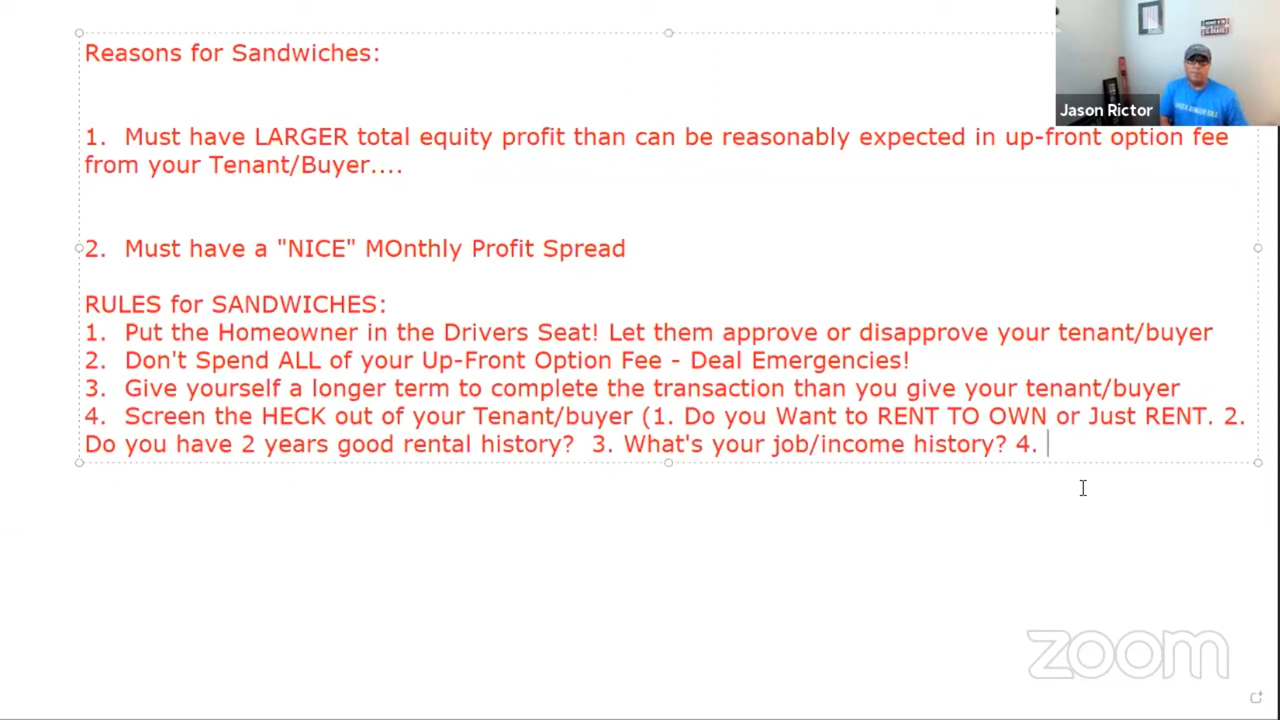 Reasons for Sandwiches:
Jason Rictor
1. Must have LARGER total equity profit than can be reasonably expected in up-front option fee
from your Tenant/Buyer....
2. Must have a "NICE" MOnthly Profit Spread
RULES for SANDWICHES:
1. Put the Homeowner in the Drivers Seat! Let them approve or disapprove your tenant/buyer
2. Don't Spend ALL of your Up-Front Option Fee - Deal Emergencies!
3. Give yourself a longer term to complete the transaction than you give your tenant/buyer
4. Screen the HECK out of your Tenant/buyer (1. Do you Want to RENT TO OWN or Just RENT. 2.
Do you have 2 years good rental history?  3. What's your job/income history? 4.
zoom